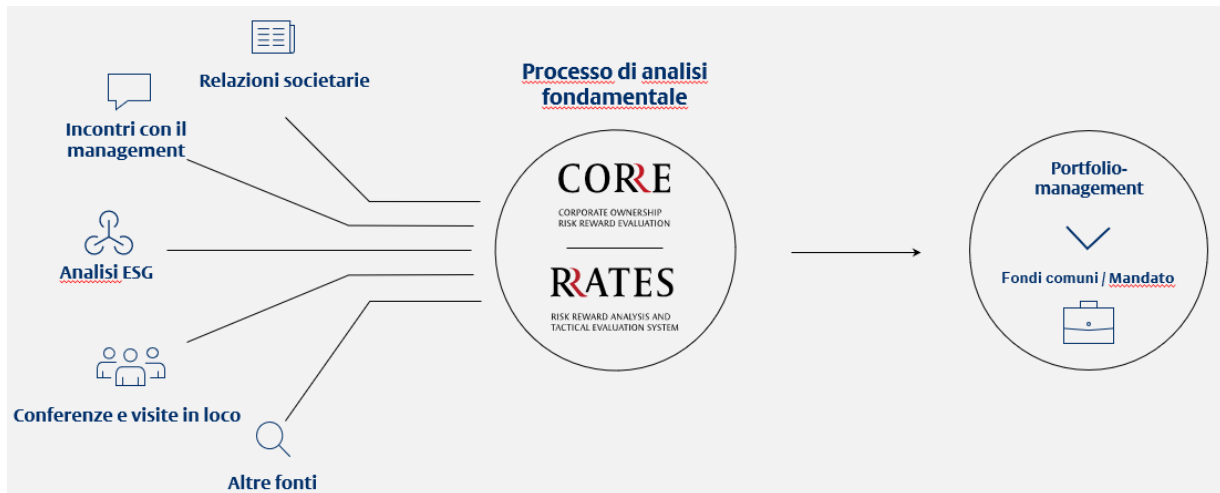 Relazioni societarie
Incontri con il
management
Analisi ESG
Conferenze e visite in loco
Altre fonti
Processo di analisi
fondamentale
CORRE
CORPORATE OWNERSHIP
RISK REWARD EVALUATION
RRATES
RISK REWARD ANALYSIS AND
TACTICAL EVALUATION SYSTEM
Portfolio-
management
Fondi comuni / Mandato